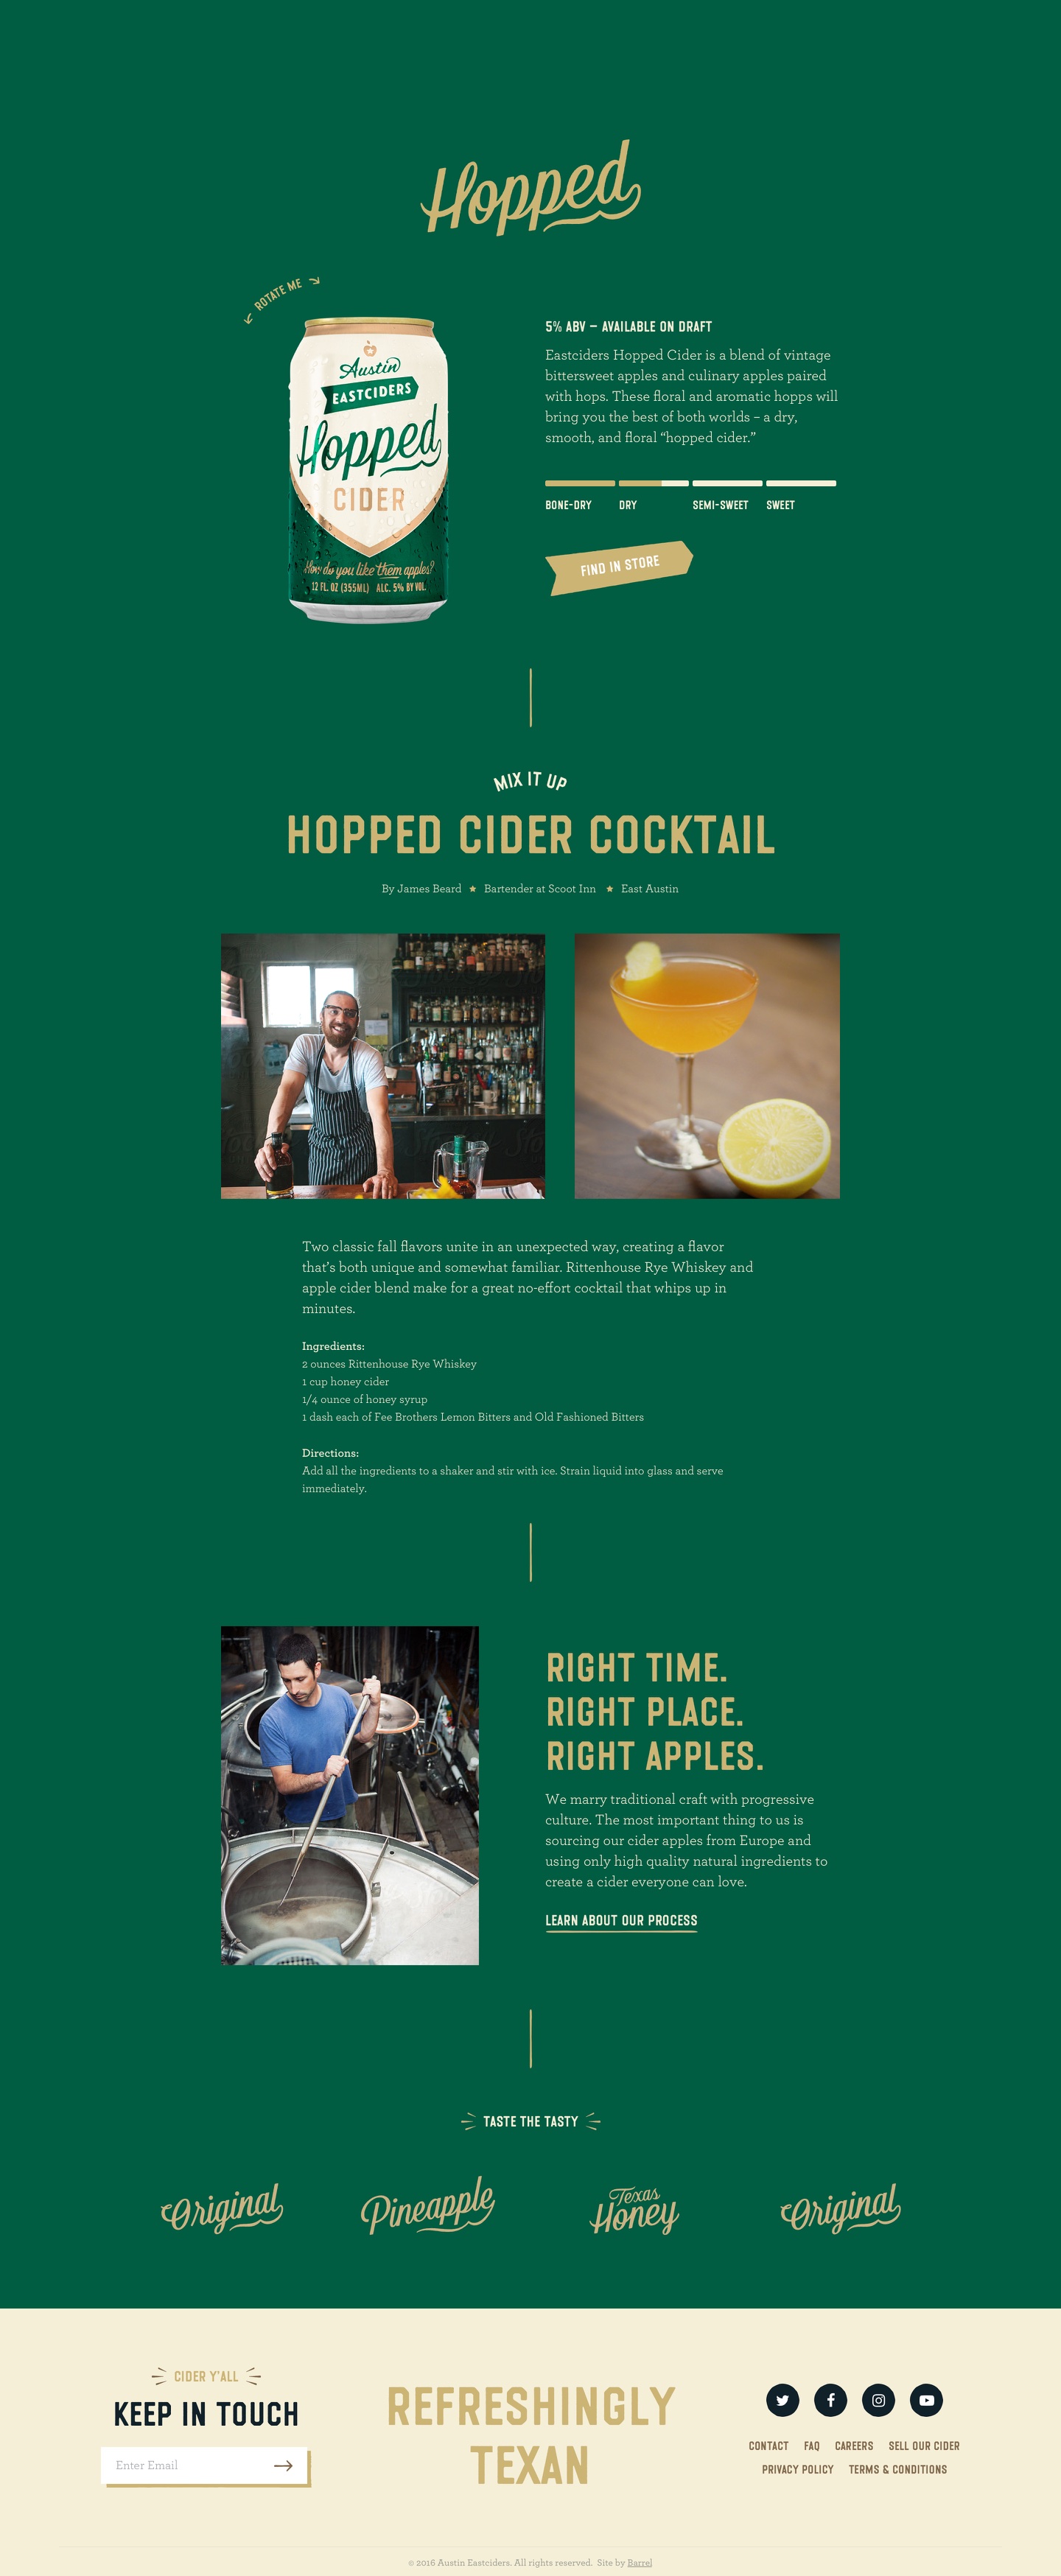 Hopped
ROTATE ME
Austin
EASTCIDERS
Hopped
CIDER
How do you like them apples?
12 FL. OZ (355ML) ALC. 5% BY VOL.
5% ABV – AVAILABLE ON DRAFT
Eastciders Hopped Cider is a blend of vintage
bittersweet apples and culinary apples paired
with hops. These floral and aromatic hopps will
bring you the best of both worlds – a dry,
smooth, and floral “hopped cider.”
BONE-DRY DRY SEMI-SWEET SWEET
FIND IN STORE
MIX IT UP
HOPPED CIDER COCKTAIL
By James Beard ★ Bartender at Scoot Inn ★ East Austin
Two classic fall flavors unite in an unexpected way, creating a flavor
that’s both unique and somewhat familiar. Rittenhouse Rye Whiskey and
apple cider blend make for a great no-effort cocktail that whips up in
minutes.
Ingredients:
2 ounces Rittenhouse Rye Whiskey
1 cup honey cider
1/4 ounce of honey syrup
1 dash each of Fee Brothers Lemon Bitters and Old Fashioned Bitters
Directions:
Add all the ingredients to a shaker and stir with ice. Strain liquid into glass and serve
immediately.
RIGHT TIME.
RIGHT PLACE.
RIGHT APPLES.
We marry traditional craft with progressive
culture. The most important thing to us is
sourcing our cider apples from Europe and
using only high quality natural ingredients to
create a cider everyone can love.
LEARN ABOUT OUR PROCESS
TASTE THE TASTY
Original Pineapple Texas Honey Original
CIDER Y'ALL
KEEP IN TOUCH
Enter Email
REFRESHINGLY
TEXAN
CONTACT FAQ CAREERS SELL OUR CIDER
PRIVACY POLICY TERMS & CONDITIONS
© 2016 Austin Eastciders. All rights reserved. Site by Barrel